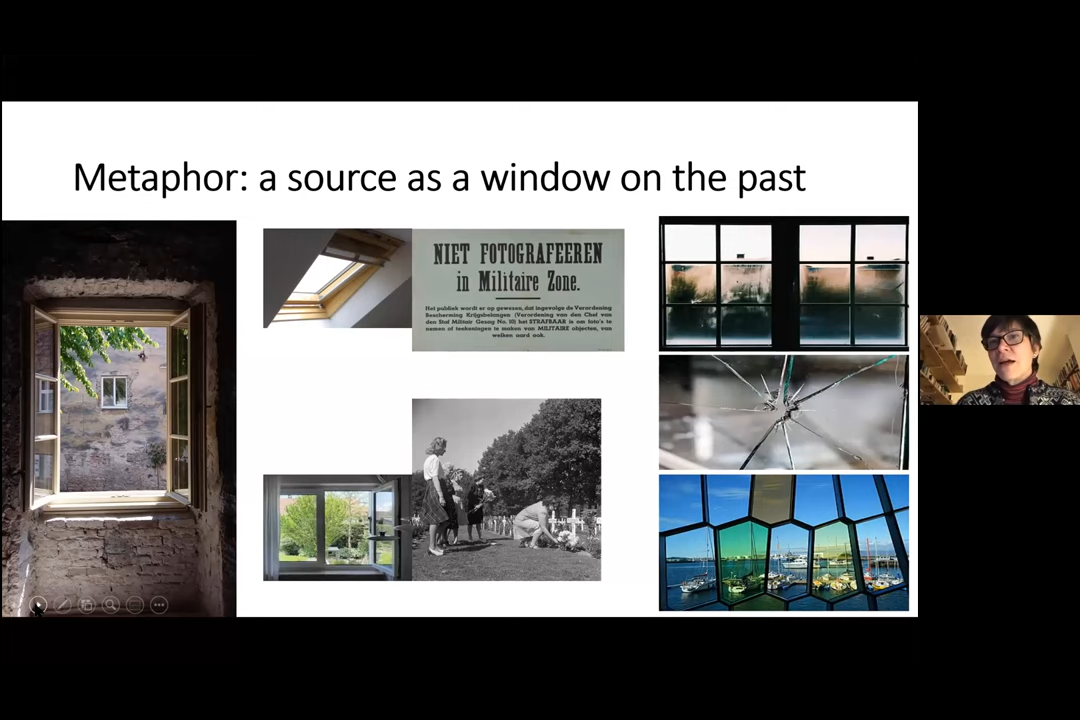 Metaphor: a source as a window on the past
NIET FOTOGRAFEEREN
in Militaire Zone.
Het publiek wordt er op gewezen, dat ingevolge de Verordening
Bescherming Krijgsbelangen (Verordening van den Chef van
den Staf Militair Gezag No. 10) het STRAFBAAR is om foto's te
nemen of teekeningen te maken van MILITAIRE objecten, van
welken aard ook.